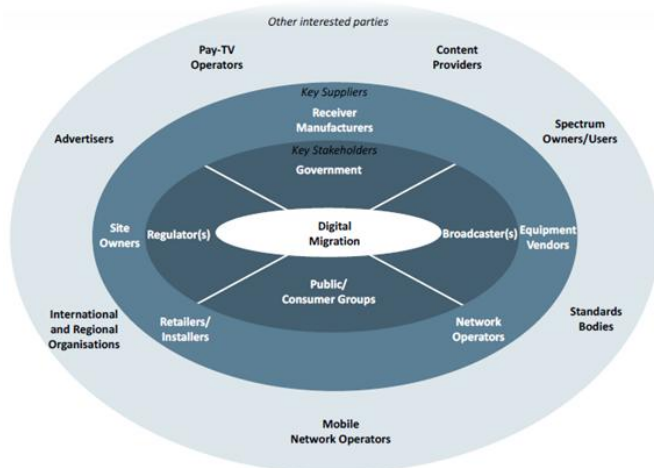 Other interested parties
Pay-TV
Operators
Content
Providers
Key Suppliers
Receiver
Manufacturers
Advertisers
Spectrum
Owners/Users
Key Stakeholders
Government
Site
Owners
Regulator(s)
Digital
Migration
Broadcaster(s)
Equipment
Vendors
Public/
Consumer Groups
International
and Regional
Organisations
Retailers/
Installers
Network
Operators
Standards
Bodies
Mobile
Network Operators